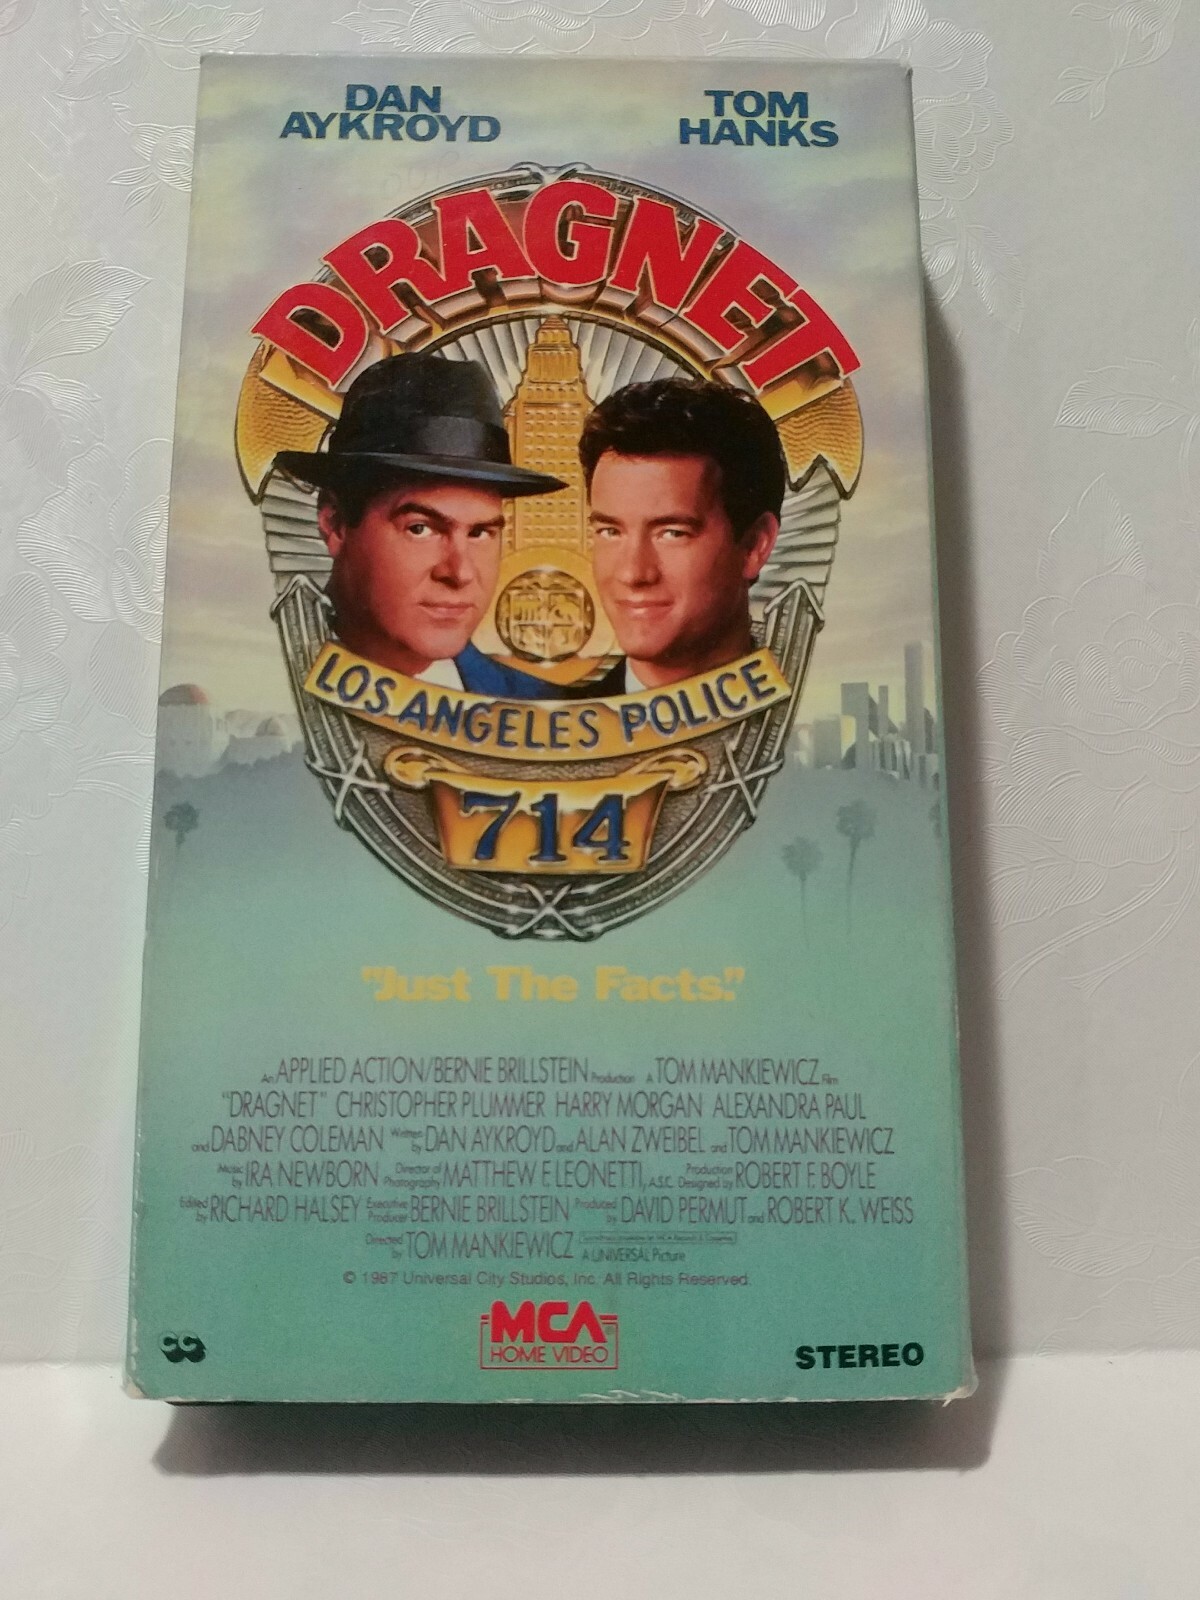 DAN
AYKROYD
TOM
HANKS
DRAGNET
LOS ANGELES POLICE
714
"Just The Facts."
An APPLIED ACTION/BERNIE BRILLSTEIN Production A TOM MANKIEWICZ Film
"DRAGNET" CHRISTOPHER PLUMMER HARRY MORGAN ALEXANDRA PAUL
and DABNEY COLEMAN Written by DAN AYKROYD and ALAN ZWEIBEL and TOM MANKIEWICZ
Music by IRA NEWBORN Director of Photography MATTHEW F. LEONETTI, A.S.C. Production Designed by ROBERT F. BOYLE
Edited by RICHARD HALSEY Executive Producer BERNIE BRILLSTEIN Produced by DAVID PERMUT and ROBERT K. WEISS
Directed by TOM MANKIEWICZ A UNIVERSAL Picture
© 1987 Universal City Studios, Inc. All Rights Reserved.
CC
MCA®
HOME VIDEO
STEREO